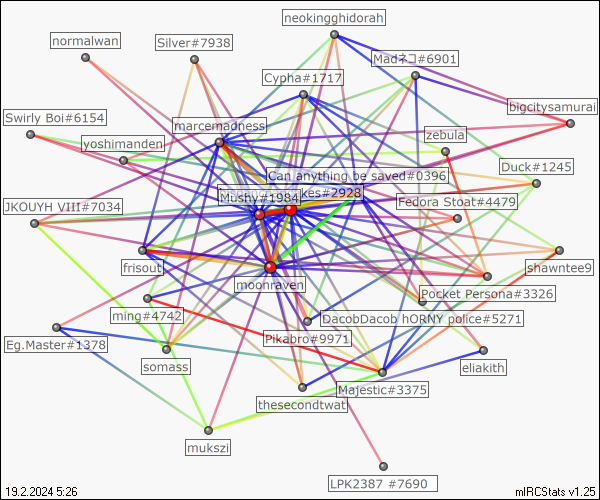 neokingghidorah
normalwan
Silver#7938
Madネコ#6901
Cypha#1717
bigcitysamurai
Swirly Boi#6154
marcemadness
zebula
yoshimanden
Duck#1245
Can anything be saved#0396
kes#2928
Mushy#1984
Fedora Stoat#4479
JKOUYH VIII#7034
frisout
shawntee9
moonraven
Pocket Persona#3326
ming#4742
DacobDacob hORNY police#5271
Pikabro#9971
Eg.Master#1378
somass
eliakith
Majestic#3375
thesecondtwat
mukszi
LPK2387 #7690
19.2.2024 5:26
mIRCStats v1.25